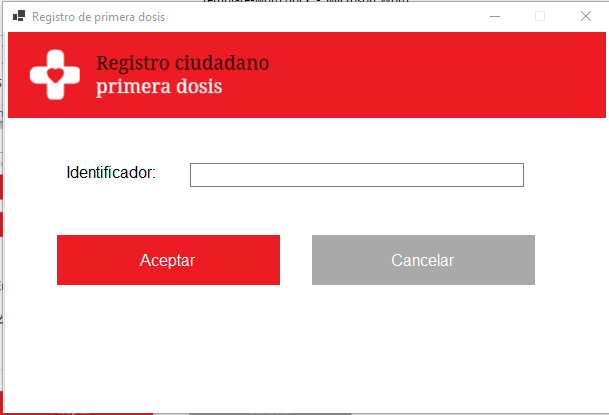 Registro de primera dosis
Registro ciudadano
primera dosis
Identificador:
Aceptar
Cancelar